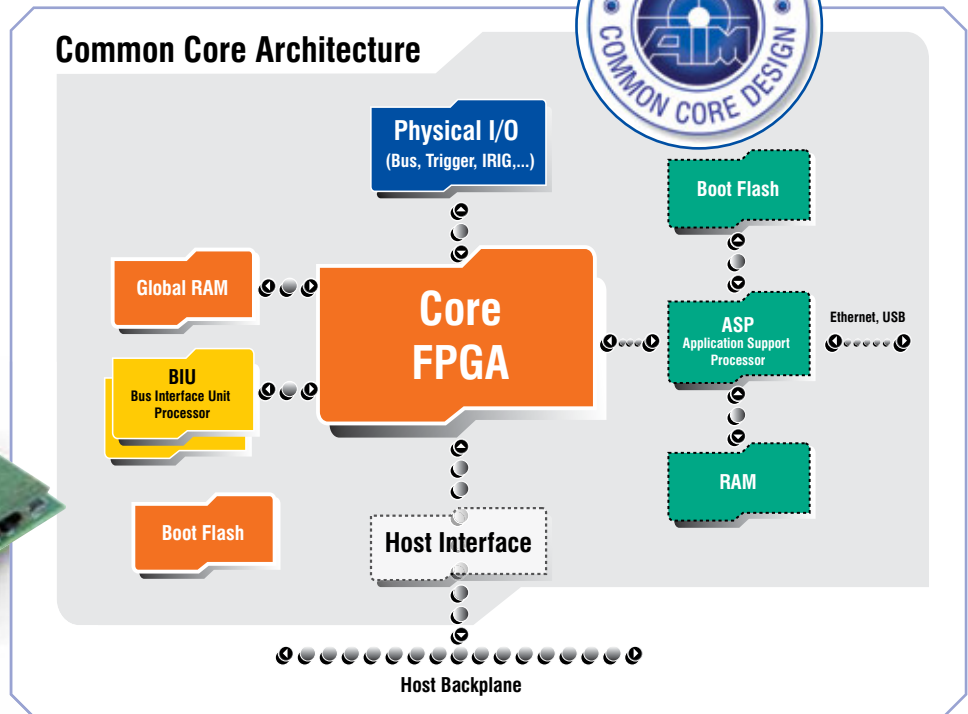 Common Core Architecture
AIM
COMMON CORE DESIGN
Physical I/O
(Bus, Trigger, IRIG,...)
Boot Flash
Global RAM
Core
FPGA
ASP
Application Support
Processor
Ethernet, USB
BIU
Bus Interface Unit
Processor
RAM
Boot Flash
Host Interface
Host Backplane